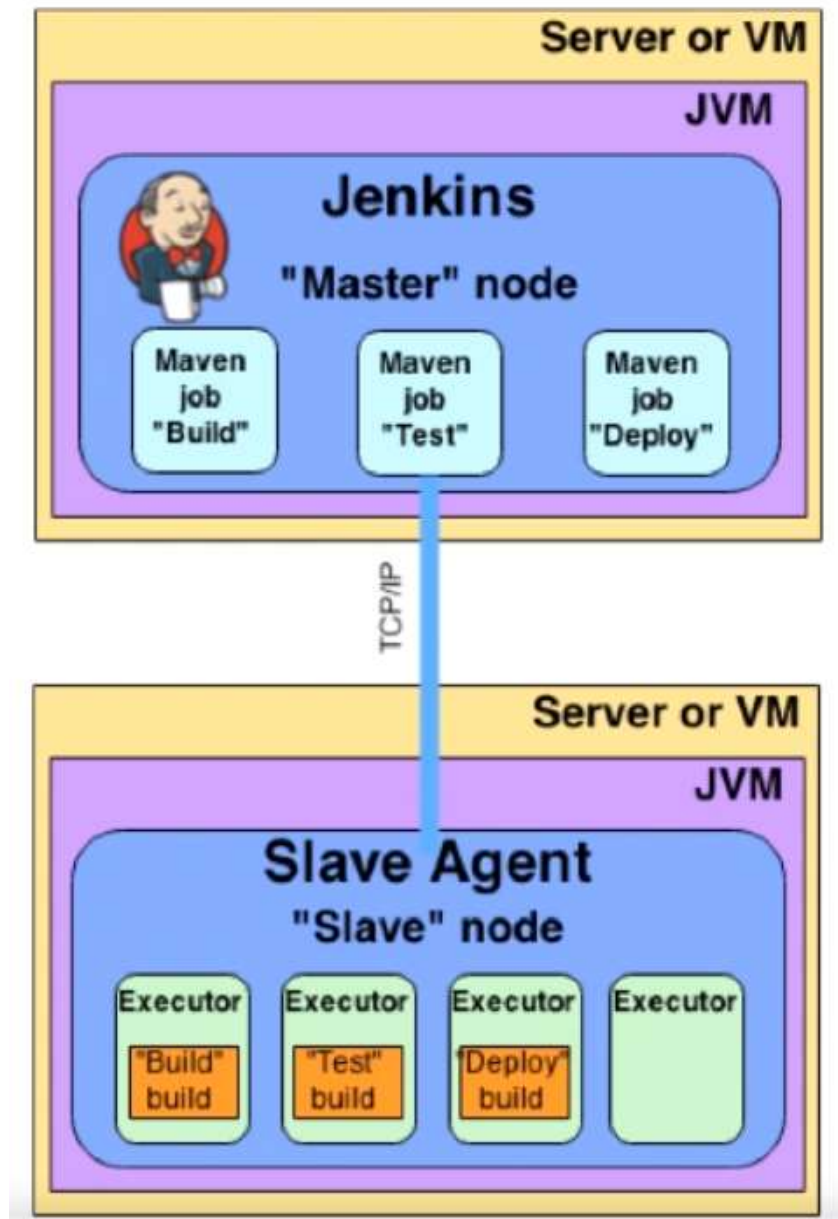 Server or VM
JVM
Jenkins
"Master" node
Maven
job
"Build"
Maven
job
"Test"
Maven
job
"Deploy"
TCP/IP
Server or VM
JVM
Slave Agent
"Slave" node
Executor
"Build"
build
Executor
"Test"
build
Executor
"Deploy"
build
Executor